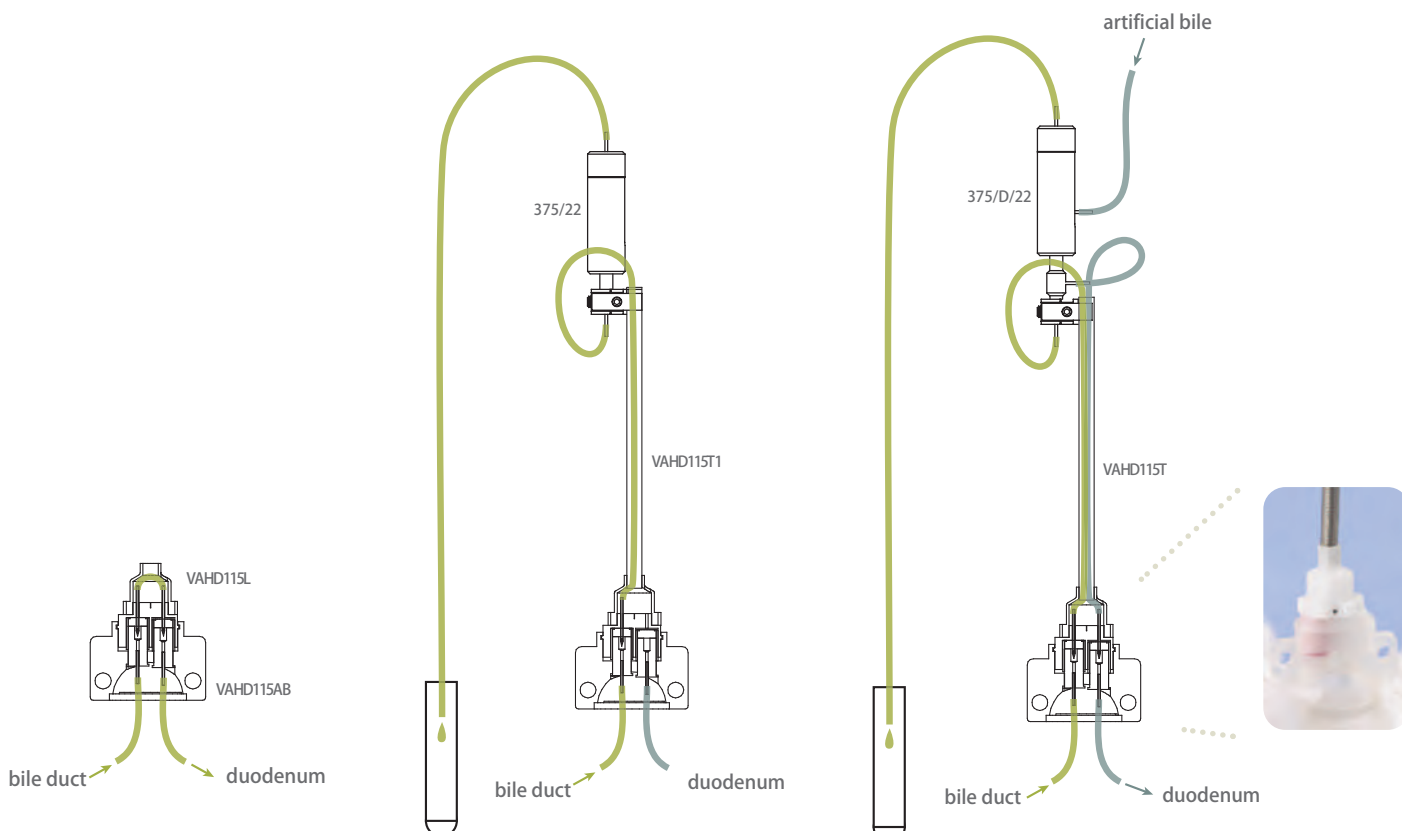 artificial bile
375/22
375/D/22
VAHD115T1
VAHD115T
VAHD115L
VAHD115AB
bile duct
duodenum
bile duct
duodenum
bile duct
duodenum